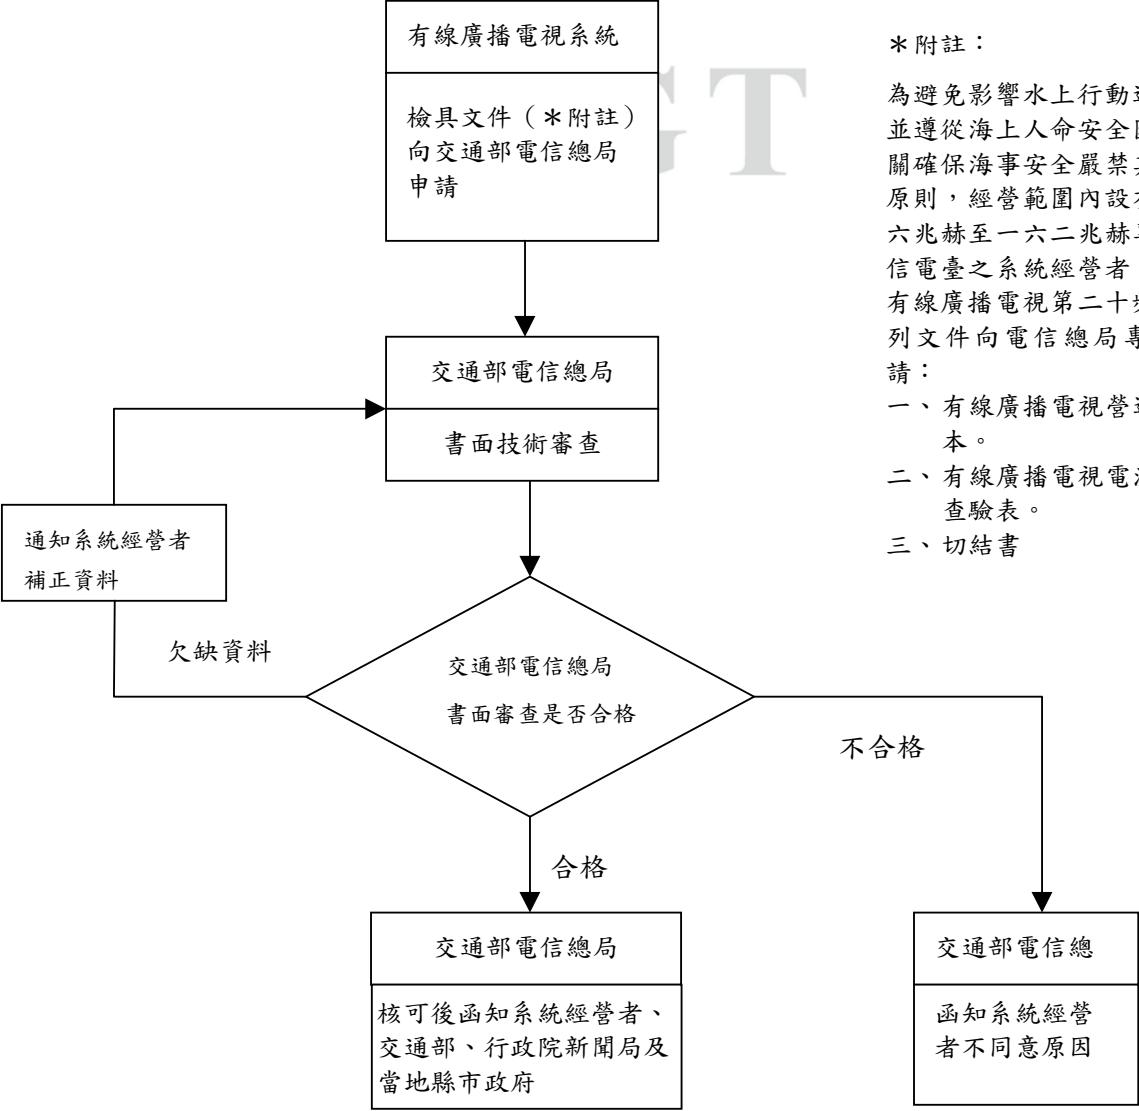 有線廣播電視系統
檢具文件（＊附註）
向交通部電信總局
申請
GT
＊附註：
為避免影響水上行動
並遵從海上人命安全
關確保海事安全嚴禁
原則，經營範圍內設
六兆赫至一六二兆赫
信電臺之系統經營者
有線廣播電視第二十
列文件向電信總局專
請：
一、有線廣播電視營
本。
二、有線廣播電視電
查驗表。
三、切結書
交通部電信總局
書面技術審查
通知系統經營者
補正資料
欠缺資料
交通部電信總局
書面審查是否合格
不合格
合格
交通部電信總局
核可後函知系統經營者、
交通部、行政院新聞局及
當地縣市政府
交通部電信總
函知系統經營
者不同意原因